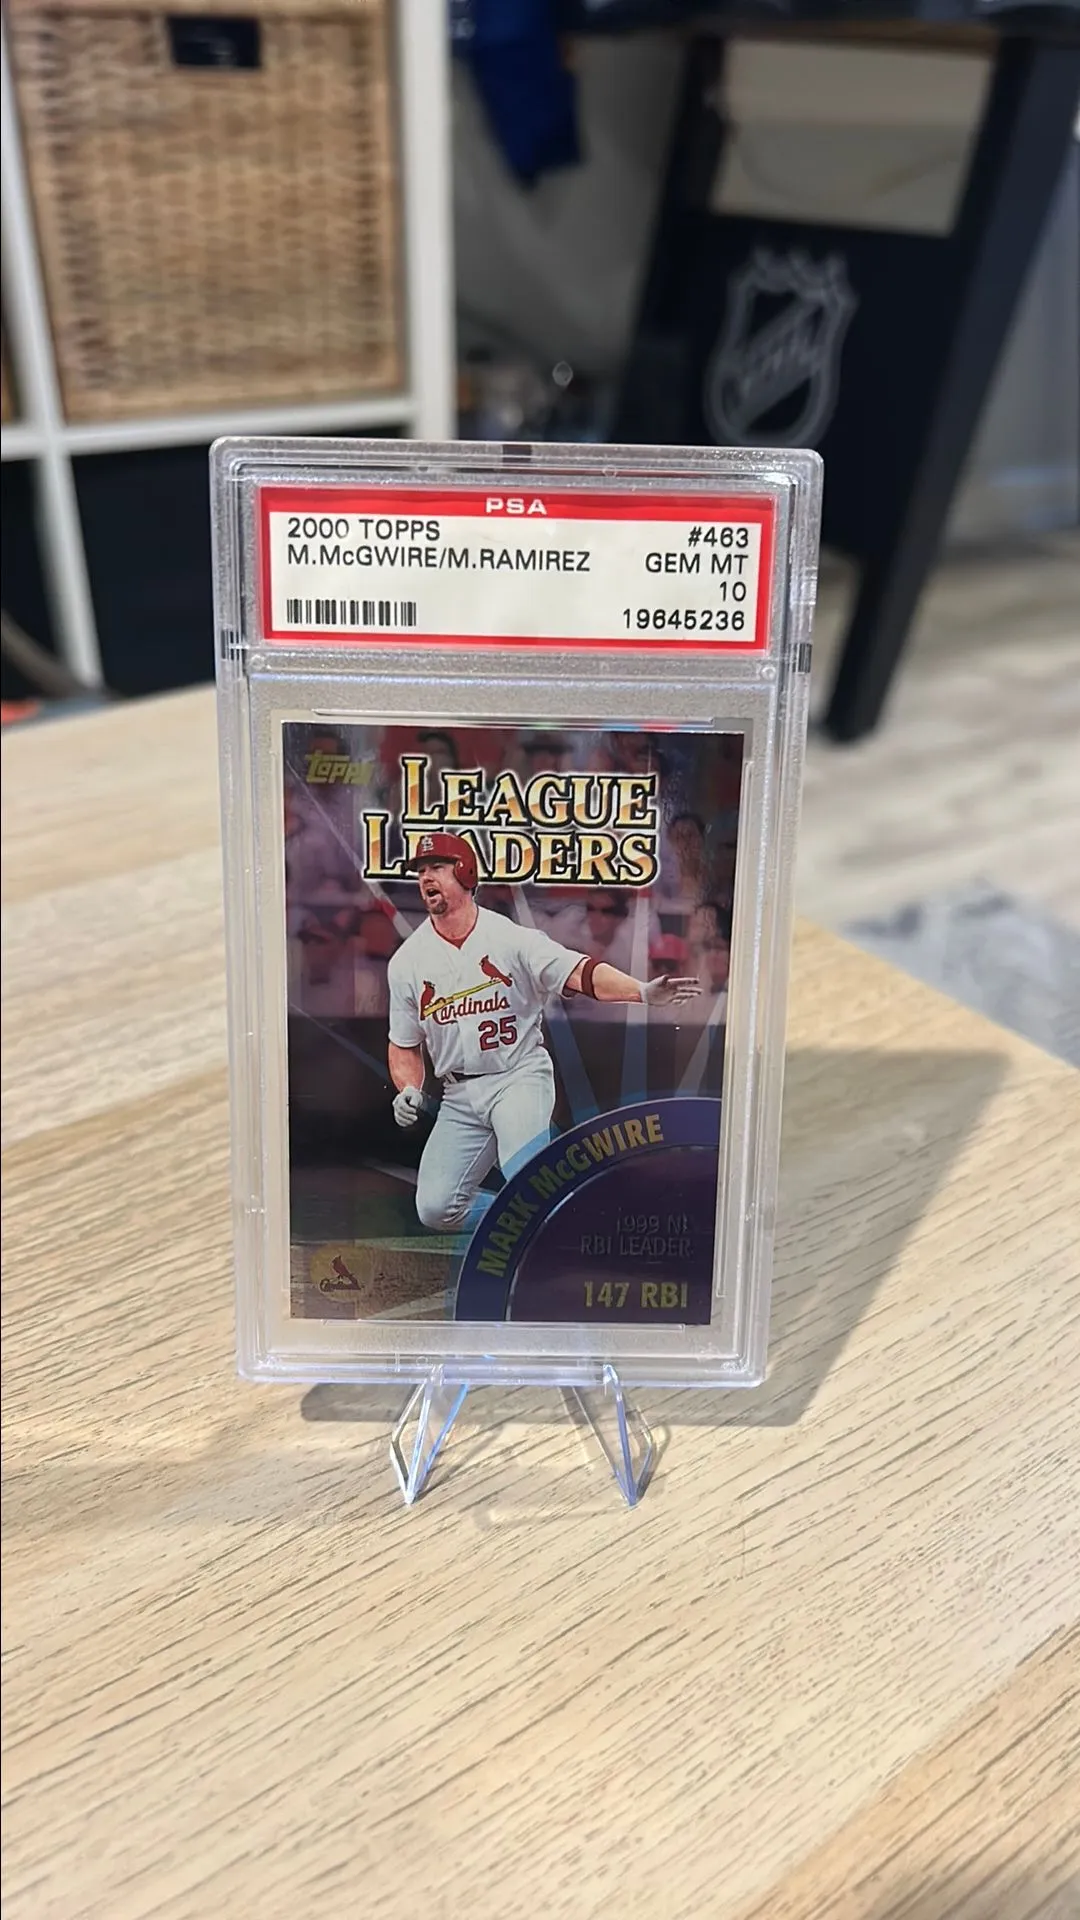 PSA
2000 TOPPS #463
M.McGWIRE/M.RAMIREZ GEM MT
10
19645236
Topps
LEAGUE
LEADERS
Cardinals
25
MARK McGWIRE
1999 NL
RBI LEADER
147 RBI
NHL